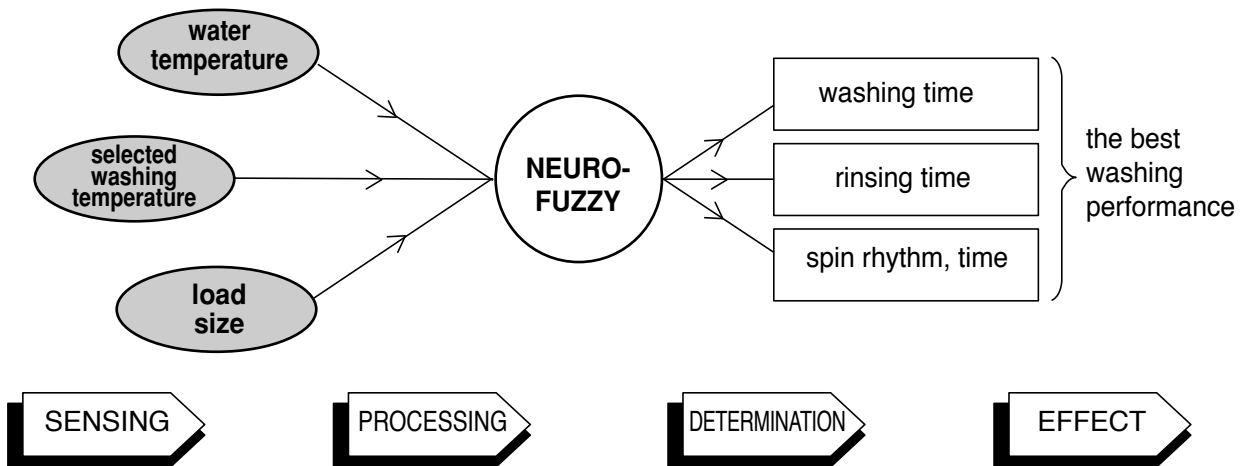 water
temperature
selected
washing
temperature
load
size
NEURO-
FUZZY
washing time
rinsing time
spin rhythm, time
the best
washing
performance
SENSING
PROCESSING
DETERMINATION
EFFECT